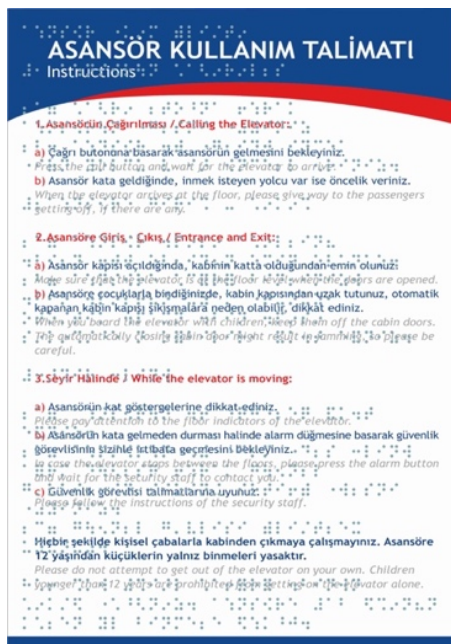 ASANSÖR KULLANIM TALİMATI
Instructions
1.Asansörün Çağırılması / Calling the Elevator:
a) Çağrı butonuna basarak asansörün gelmesini bekleyiniz.
Press the call button and wait for the elevator to arrive.
b) Asansör kata geldiğinde, inmek isteyen yolcu var ise öncelik veriniz.
When the elevator arrives at the floor, please give way to the passengers
getting off, if there are any.
2.Asansöre Giriş - Çıkış / Entrance and Exit:
a) Asansör kapısı açıldığında, kabinin katta olduğundan emin olunuz.
Make sure that the elevator is at the floor level when the doors are opened.
b) Asansöre çocuklarla bindiğinizde, kabin kapısından uzak tutunuz, otomatik
kapanan kabin kapısı sıkışmalara neden olabilir, dikkat ediniz.
When you board the elevator with children, keep them off the cabin doors.
The automatically closing cabin door might result in jamming, so please be
careful.
3.Seyir Halinde / While the elevator is moving:
a) Asansörün kat göstergelerine dikkat ediniz.
Please pay attention to the floor indicators of the elevator.
b) Asansörün kata gelmeden durması halinde alarm düğmesine basarak güvenlik
görevlisinin sizinle irtibata geçmesini bekleyiniz.
In case the elevator stops between the floors, please press the alarm button
and wait for the security staff to contact you.
c) Güvenlik görevlisi talimatlarına uyunuz.
Please follow the instructions of the security staff.
Hiçbir şekilde kişisel çabalarla kabinden çıkmaya çalışmayınız. Asansöre
12 yaşından küçüklerin yalnız binmeleri yasaktır.
Please do not attempt to get out of the elevator on your own. Children
younger than 12 years are prohibited from getting on the elevator alone.